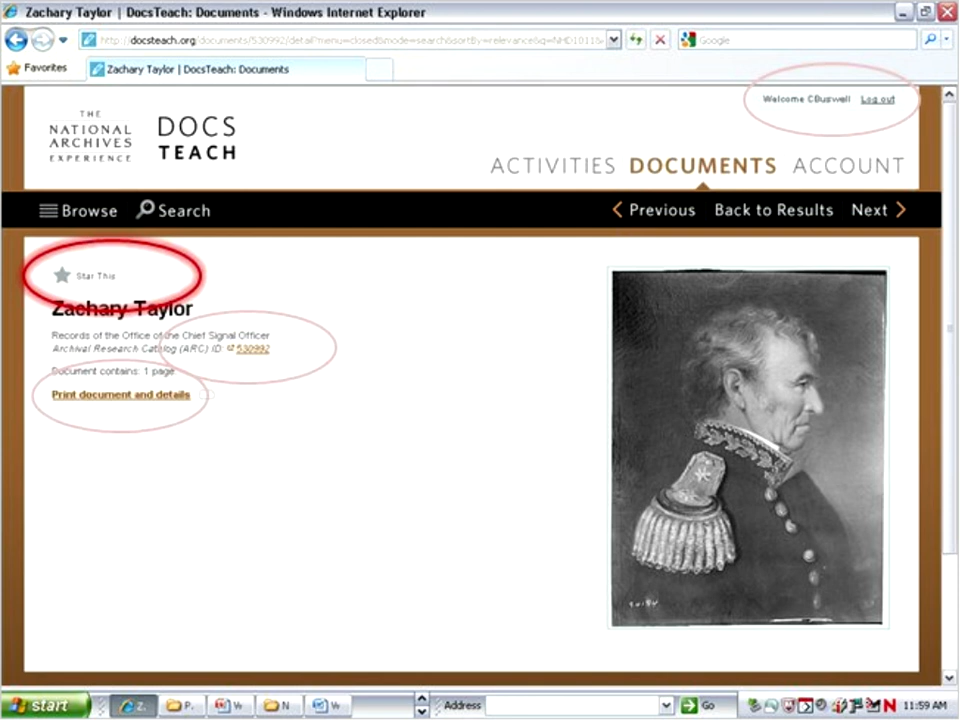 Zachary Taylor | DocsTeach: Documents - Windows Internet Explorer
http://docsteach.org/documents/530992/detail?menu=closed&mode=search&sortBy=relevance&q=NHD1011&
Google
Favorites
Zachary Taylor | DocsTeach: Documents
Welcome CBuswell Log out
THE
NATIONAL
ARCHIVES
EXPERIENCE
DOCS
TEACH
ACTIVITIES DOCUMENTS ACCOUNT
Browse Search Previous Back to Results Next
Star This
Zachary Taylor
Records of the Office of the Chief Signal Officer
Archival Research Catalog (ARC) ID: 530992
Document contains: 1 page
Print document and details
start Z. P. W N W Address Go 11:59 AM